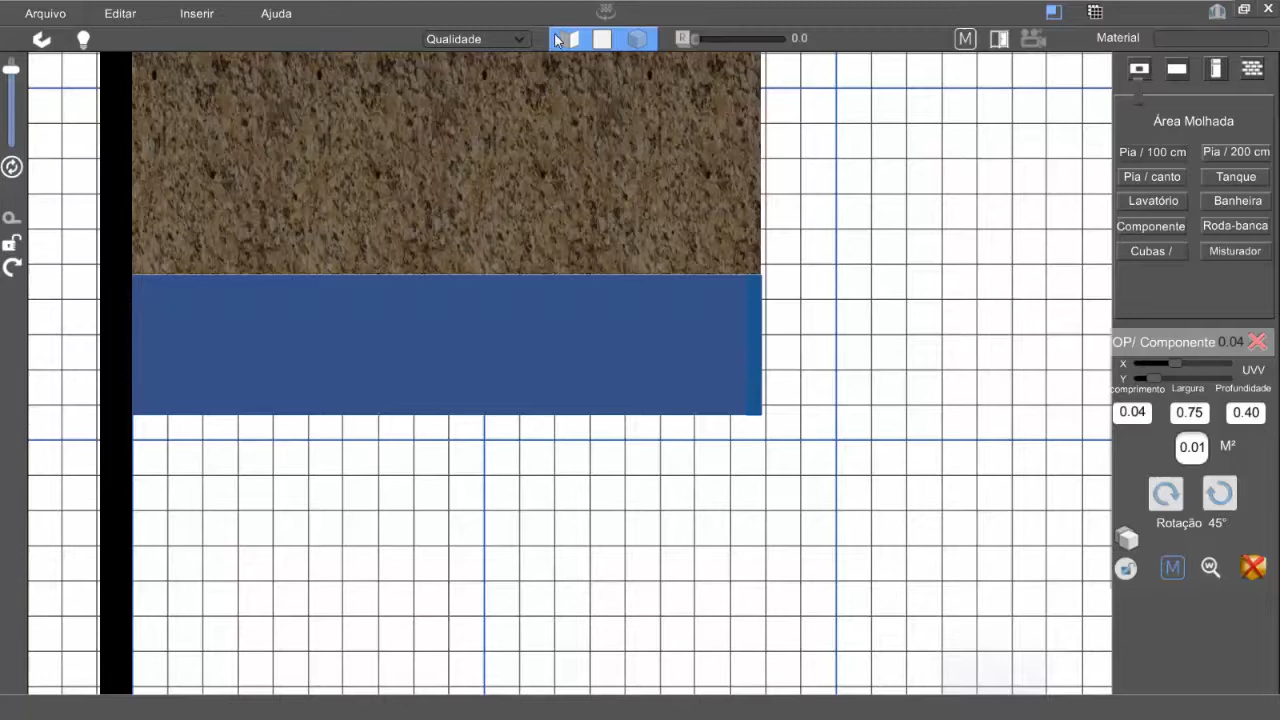 Arquivo Editar Inserir Ajuda
360
Qualidade R 0.0 M Material
Área Molhada
Pia / 100 cm Pia / 200 cm
Pia / canto Tanque
Lavatório Banheira
Componente Roda-banca
Cubas / Misturador
OP/ Componente 0.04
X
UVV
Y
comprimento Largura Profundidade
0.04 0.75 0.40
0.01 M²
Rotação 45°
M W